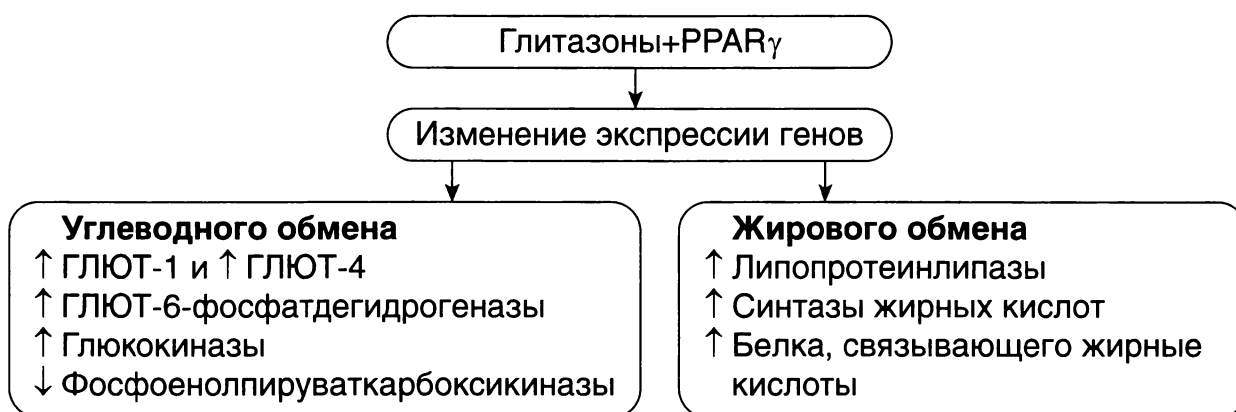 Глитазоны+PPARγ
Изменение экспрессии генов
Углеводного обмена
↑ ГЛЮТ-1 и ↑ ГЛЮТ-4
↑ ГЛЮТ-6-фосфатдегидрогеназы
↑ Глюкокиназы
↓ Фосфоенолпируваткарбоксикиназы
Жирового обмена
↑ Липопротеинлипазы
↑ Синтазы жирных кислот
↑ Белка, связывающего жирные
кислоты